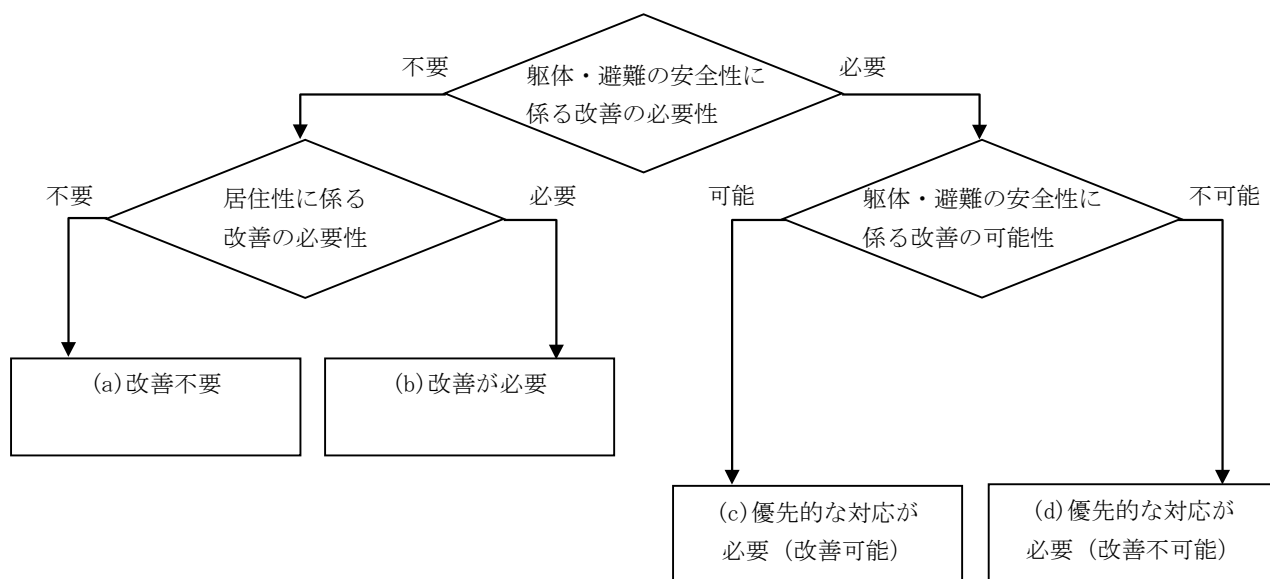 不要
躯体・避難の安全性に
係る改善の必要性
必要
不要
居住性に係る
改善の必要性
必要
可能
躯体・避難の安全性に
係る改善の可能性
不可能
(a)改善不要
(b)改善が必要
(c)優先的な対応が
必要（改善可能）
(d)優先的な対応が
必要（改善不可能）